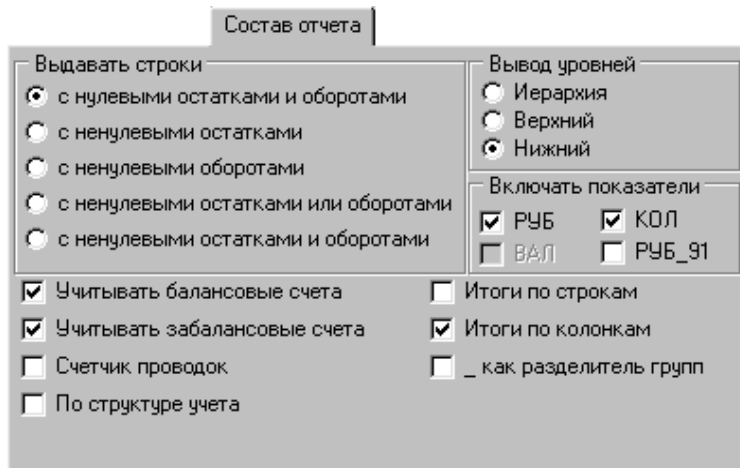 Состав отчета
Выдавать строки
с нулевыми остатками и оборотами
с ненулевыми остатками
с ненулевыми оборотами
с ненулевыми остатками или оборотами
с ненулевыми остатками и оборотами
Вывод уровней
Иерархия
Верхний
Нижний
Включать показатели
РУБ КОЛ
ВАЛ РУБ_91
Учитывать балансовые счета
Учитывать забалансовые счета
Счетчик проводок
По структуре учета
Итоги по строкам
Итоги по колонкам
_ как разделитель групп